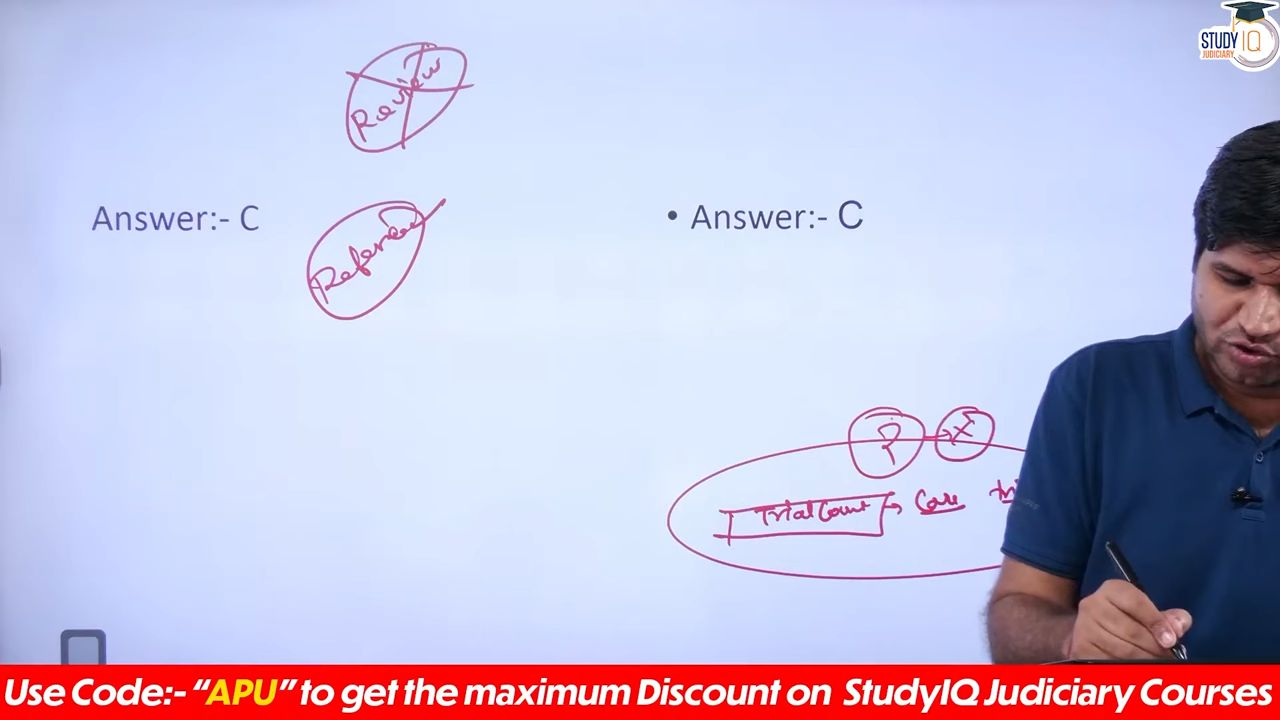 STUDY IQ
JUDICIARY
Review
Answer:- C
Reference
• Answer:- C
Trial Court → Case
Use Code:- “APU” to get the maximum Discount on StudyIQ Judiciary Courses